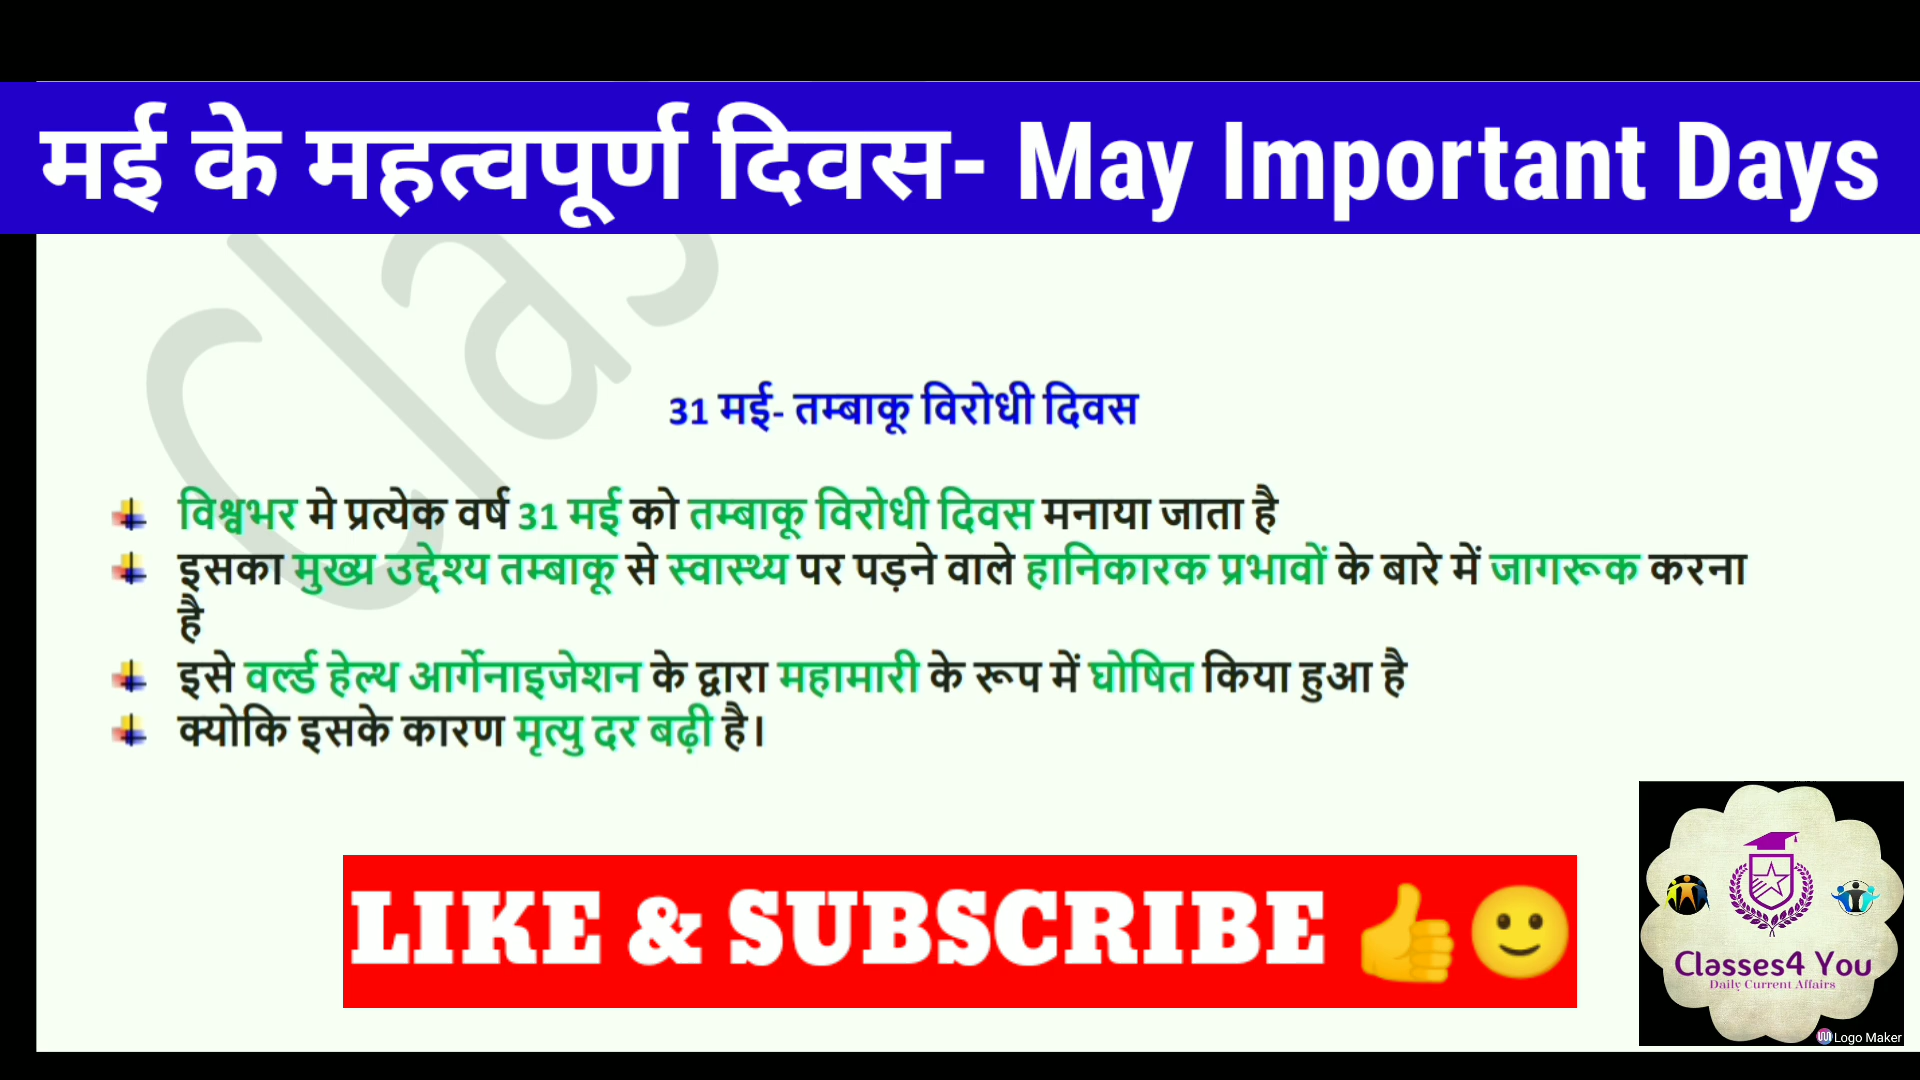 मई के महत्वपूर्ण दिवस- May Important Days
Clas
31 मई- तम्बाकू विरोधी दिवस
विश्वभर मे प्रत्येक वर्ष 31 मई को तम्बाकू विरोधी दिवस मनाया जाता है
इसका मुख्य उद्देश्य तम्बाकू से स्वास्थ्य पर पड़ने वाले हानिकारक प्रभावों के बारे में जागरूक करना
है
इसे वर्ल्ड हेल्थ आर्गेनाइजेशन के द्वारा महामारी के रूप में घोषित किया हुआ है
क्योकि इसके कारण मृत्यु दर बढ़ी है।
LIKE & SUBSCRIBE 👍🙂
Classes4 You
Daily Current Affairs
Logo Maker